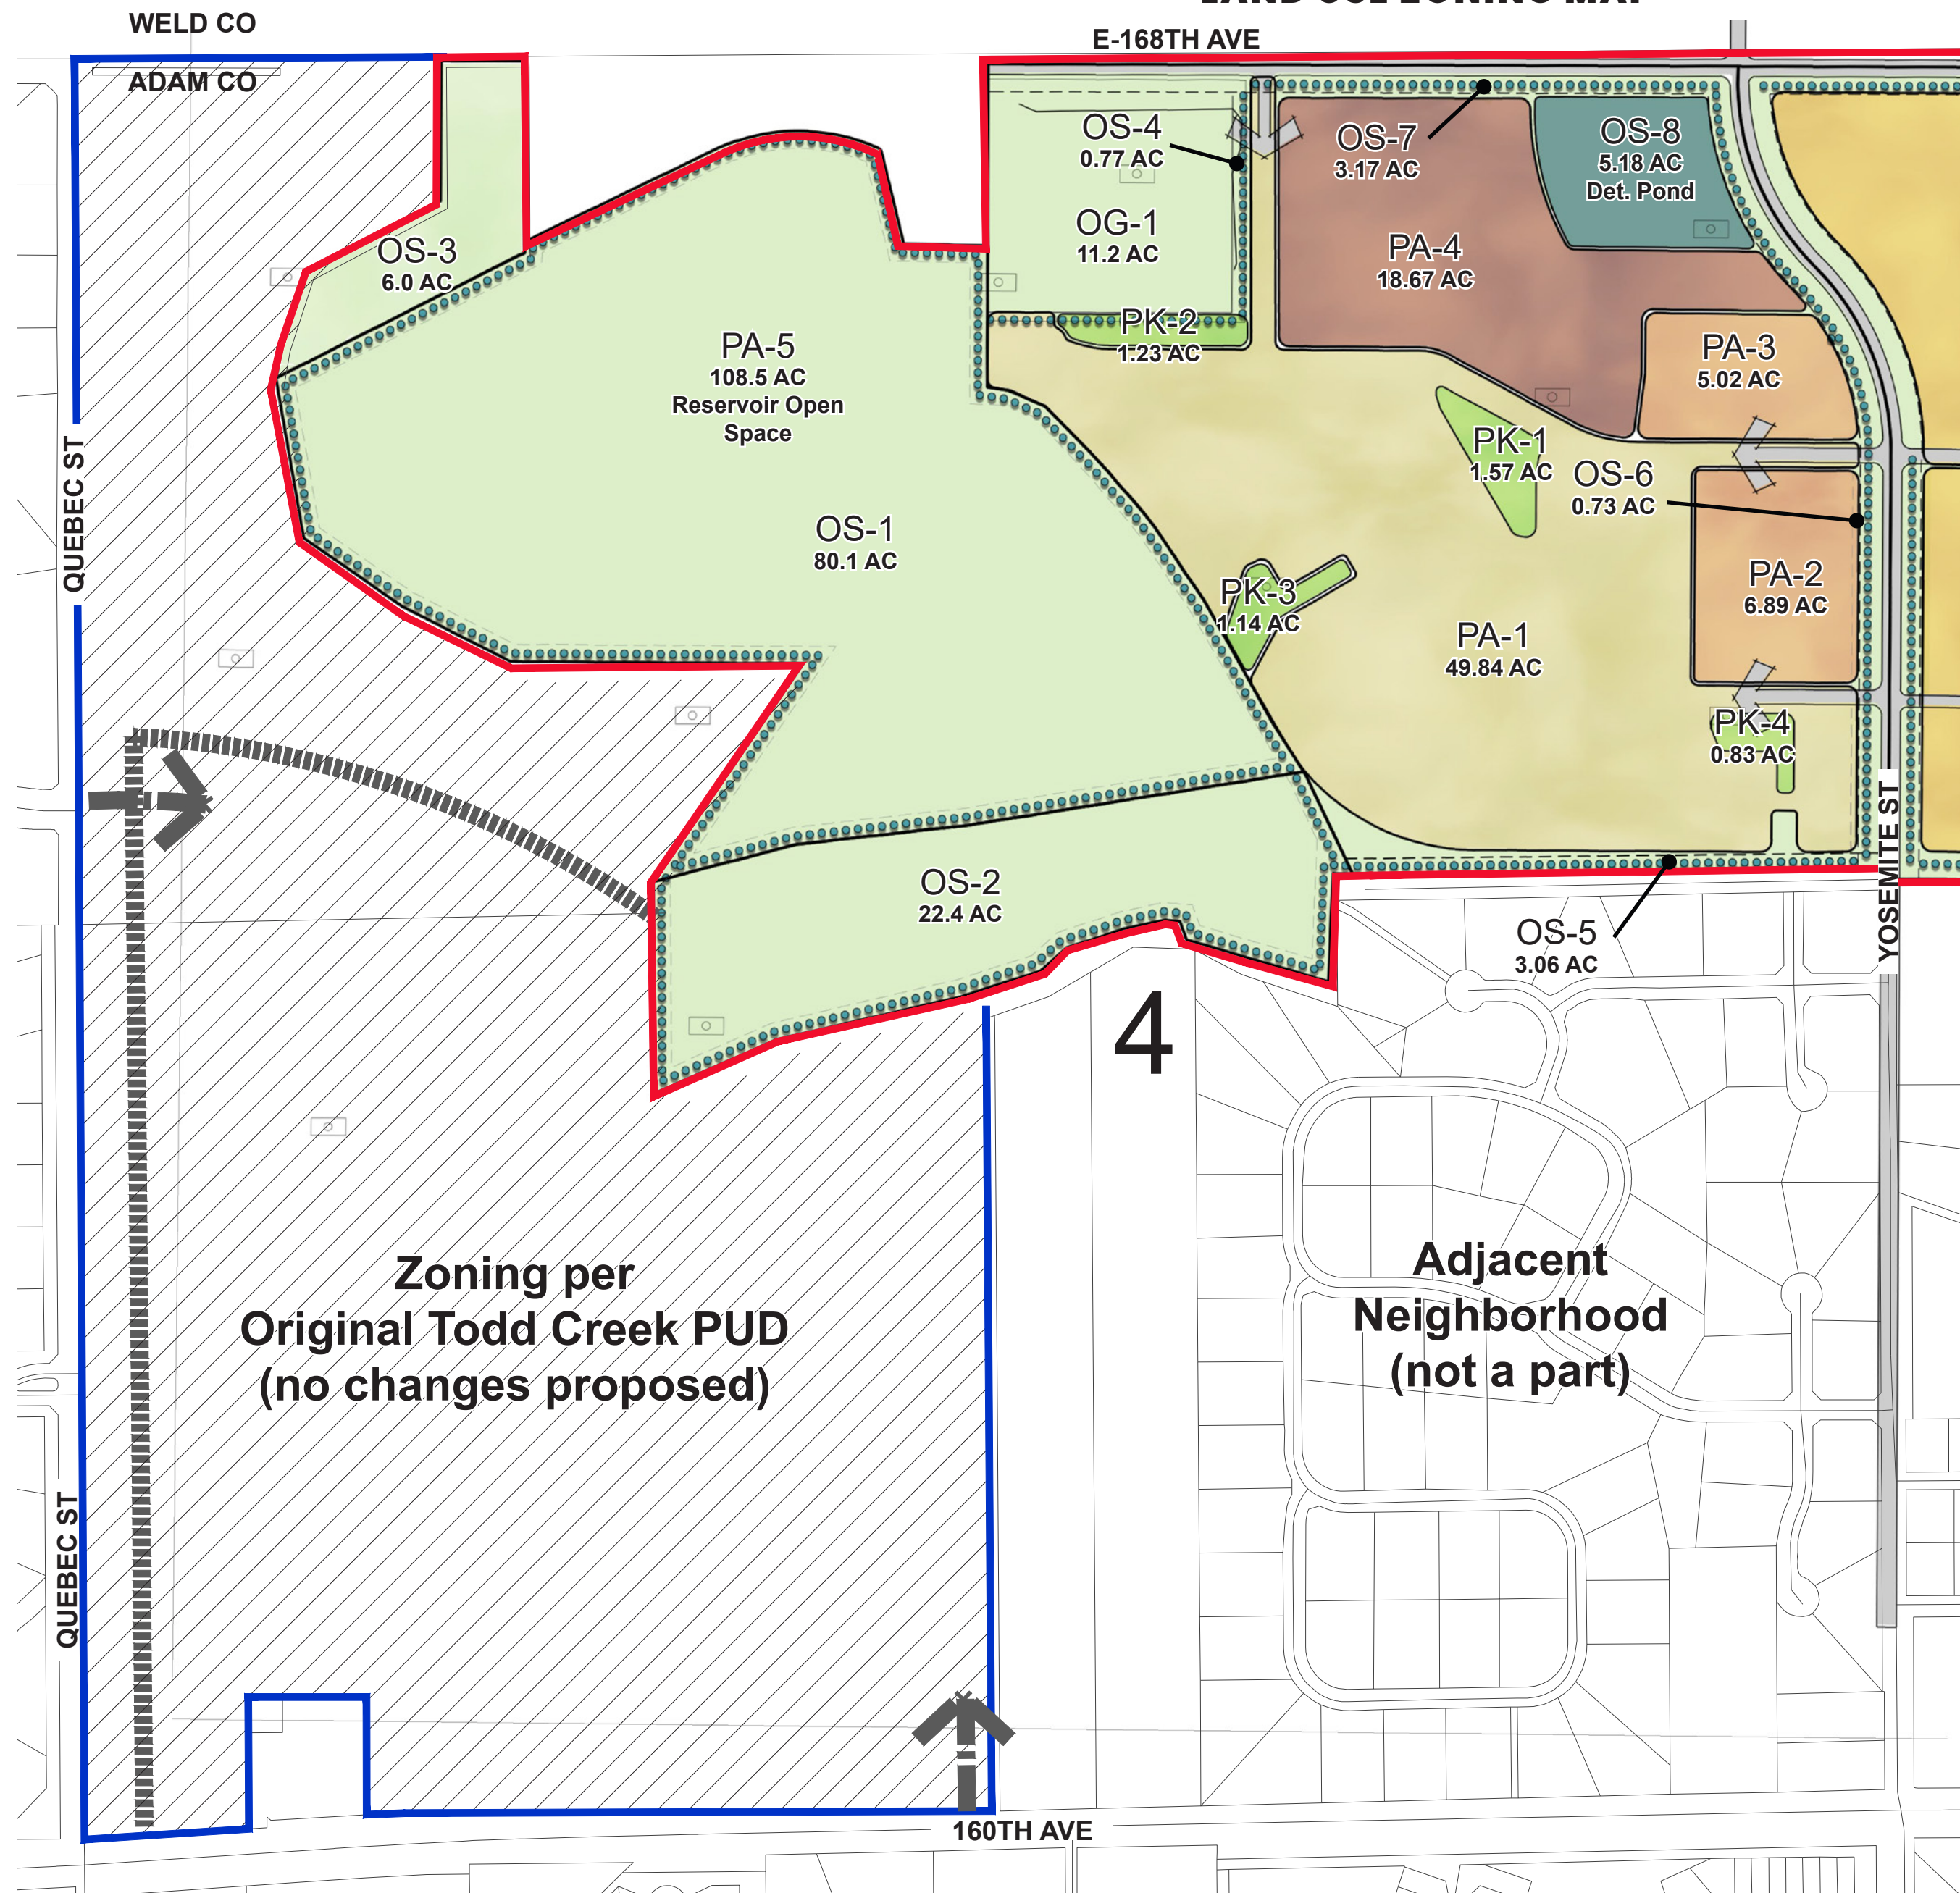 LAND USE ZONING MAP
WELD CO
E-168TH AVE
ADAM CO
OS-4
0.77 AC
OS-7
3.17 AC
OS-8
5.18 AC
Det. Pond
OG-1
11.2 AC
OS-3
6.0 AC
PA-4
18.67 AC
PK-2
1.23 AC
PA-5
108.5 AC
Reservoir Open
Space
PA-3
5.02 AC
PK-1
1.57 AC
OS-6
0.73 AC
QUEBEC ST
OS-1
80.1 AC
PK-3
1.14 AC
PA-2
6.89 AC
PA-1
49.84 AC
PK-4
0.83 AC
YOSEMITE ST
OS-2
22.4 AC
OS-5
3.06 AC
4
Zoning per
Original Todd Creek PUD
(no changes proposed)
Adjacent
Neighborhood
(not a part)
QUEBEC ST
160TH AVE